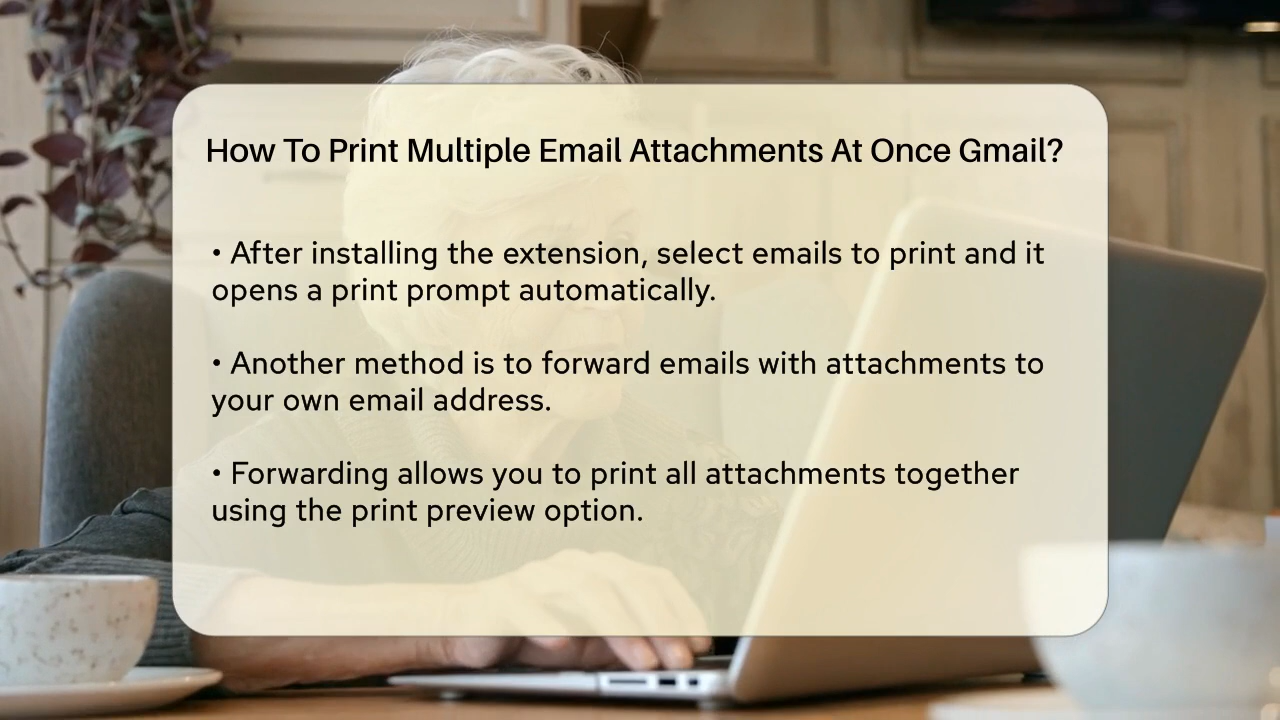 How To Print Multiple Email Attachments At Once Gmail?
• After installing the extension, select emails to print and it
opens a print prompt automatically.
• Another method is to forward emails with attachments to
your own email address.
• Forwarding allows you to print all attachments together
using the print preview option.